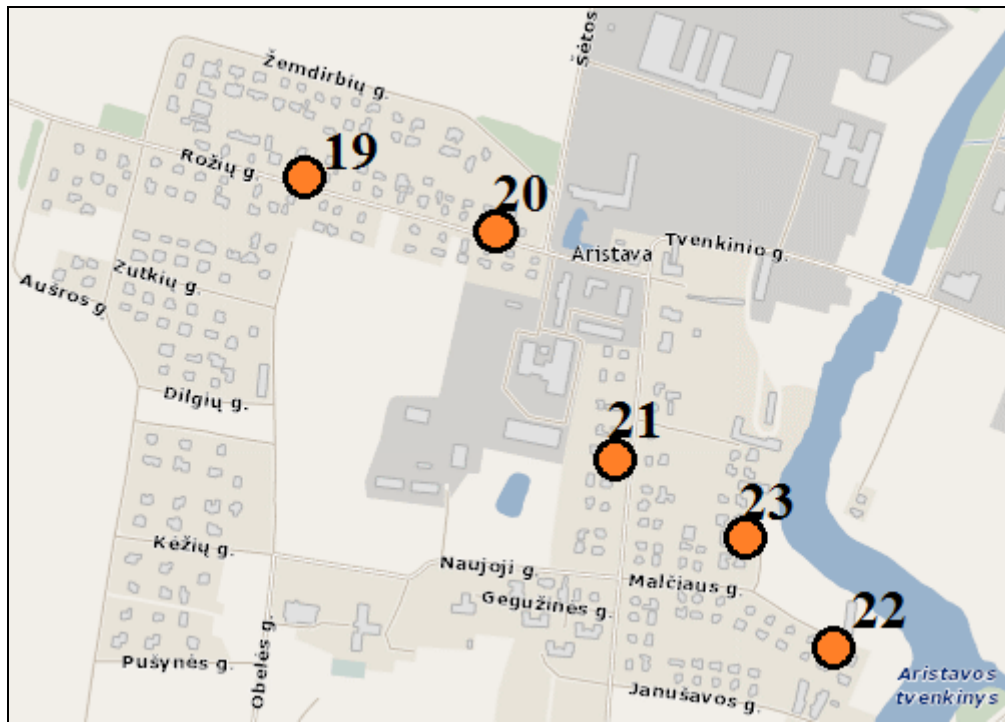 Šėtos
Žemdirbių g.
19
Rožių g.
20
Aristava
Tvenkinio g.
Zutkių g.
Aušros g.
Dilgių g.
21
23
Kėžių g.
Naujoji g.
Malčiaus g.
Gegužinės g.
22
Obelės g.
Pušynės g.
Janušavos g.
Aristavos
tvenkinys